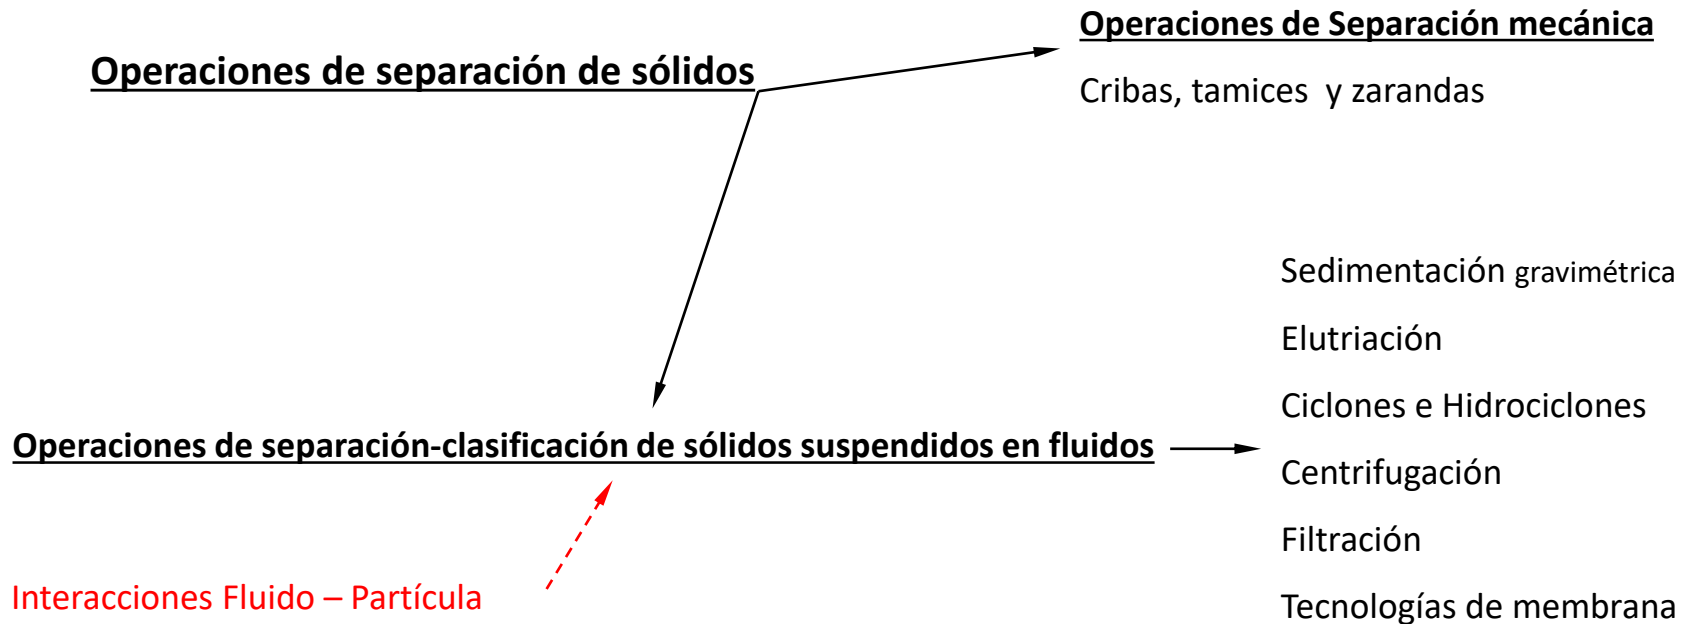 Operaciones de Separación mecánica
Operaciones de separación de sólidos
Cribas, tamices y zarandas
Sedimentación gravimétrica
Elutriación
Ciclones e Hidrociclones
Operaciones de separación-clasificación de sólidos suspendidos en fluidos
Centrifugación
Filtración
Interacciones Fluido – Partícula
Tecnologías de membrana